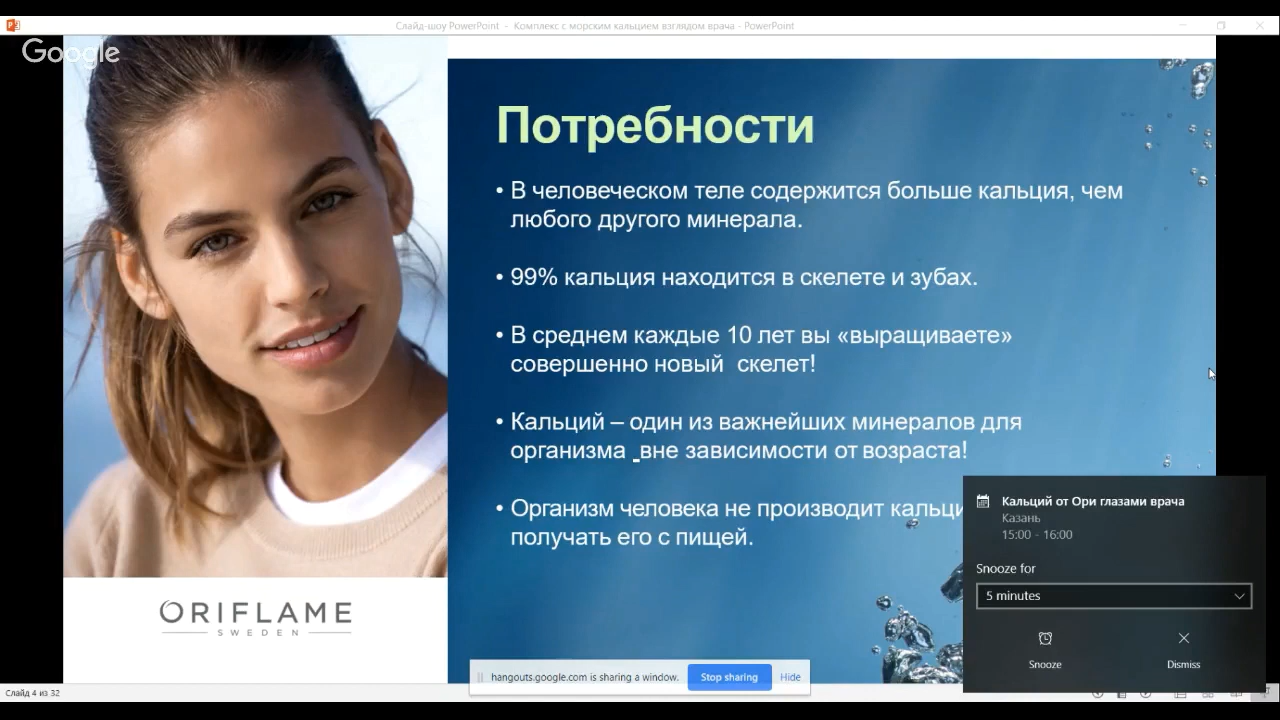 Слайд-шоу PowerPoint - Комплекс с морским кальцием взглядом врача - PowerPoint
Google
Потребности
• В человеческом теле содержится больше кальция, чем
любого другого минерала.
• 99% кальция находится в скелете и зубах.
• В среднем каждые 10 лет вы «выращиваете»
совершенно новый скелет!
• Кальций – один из важнейших минералов для
организма _вне зависимости от возраста!
• Организм человека не производит кальци
получать его с пищей.
ORIFLAME
SWEDEN
Кальций от Ори глазами врача
Казань
15:00 - 16:00
Snooze for
5 minutes
Snooze
Dismiss
hangouts.google.com is sharing a window.
Stop sharing
Hide
Слайд 4 из 32